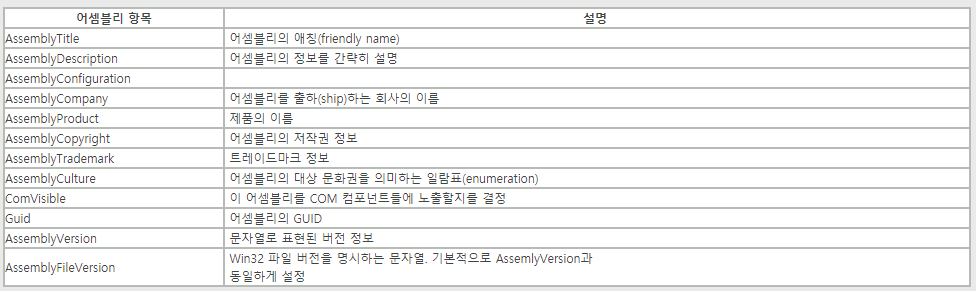 어셈블리 항목 설명
AssemblyTitle 어셈블리의 애칭(friendly name)
AssemblyDescription 어셈블리의 정보를 간략히 설명
AssemblyConfiguration
AssemblyCompany 어셈블리를 출하(ship)하는 회사의 이름
AssemblyProduct 제품의 이름
AssemblyCopyright 어셈블리의 저작권 정보
AssemblyTrademark 트레이드마크 정보
AssemblyCulture 어셈블리의 대상 문화권을 의미하는 일람표(enumeration)
ComVisible 이 어셈블리를 COM 컴포넌트들에 노출할지를 결정
Guid 어셈블리의 GUID
AssemblyVersion 문자열로 표현된 버전 정보
AssemblyFileVersion Win32 파일 버전을 명시하는 문자열. 기본적으로 AssemlyVersion과
동일하게 설정